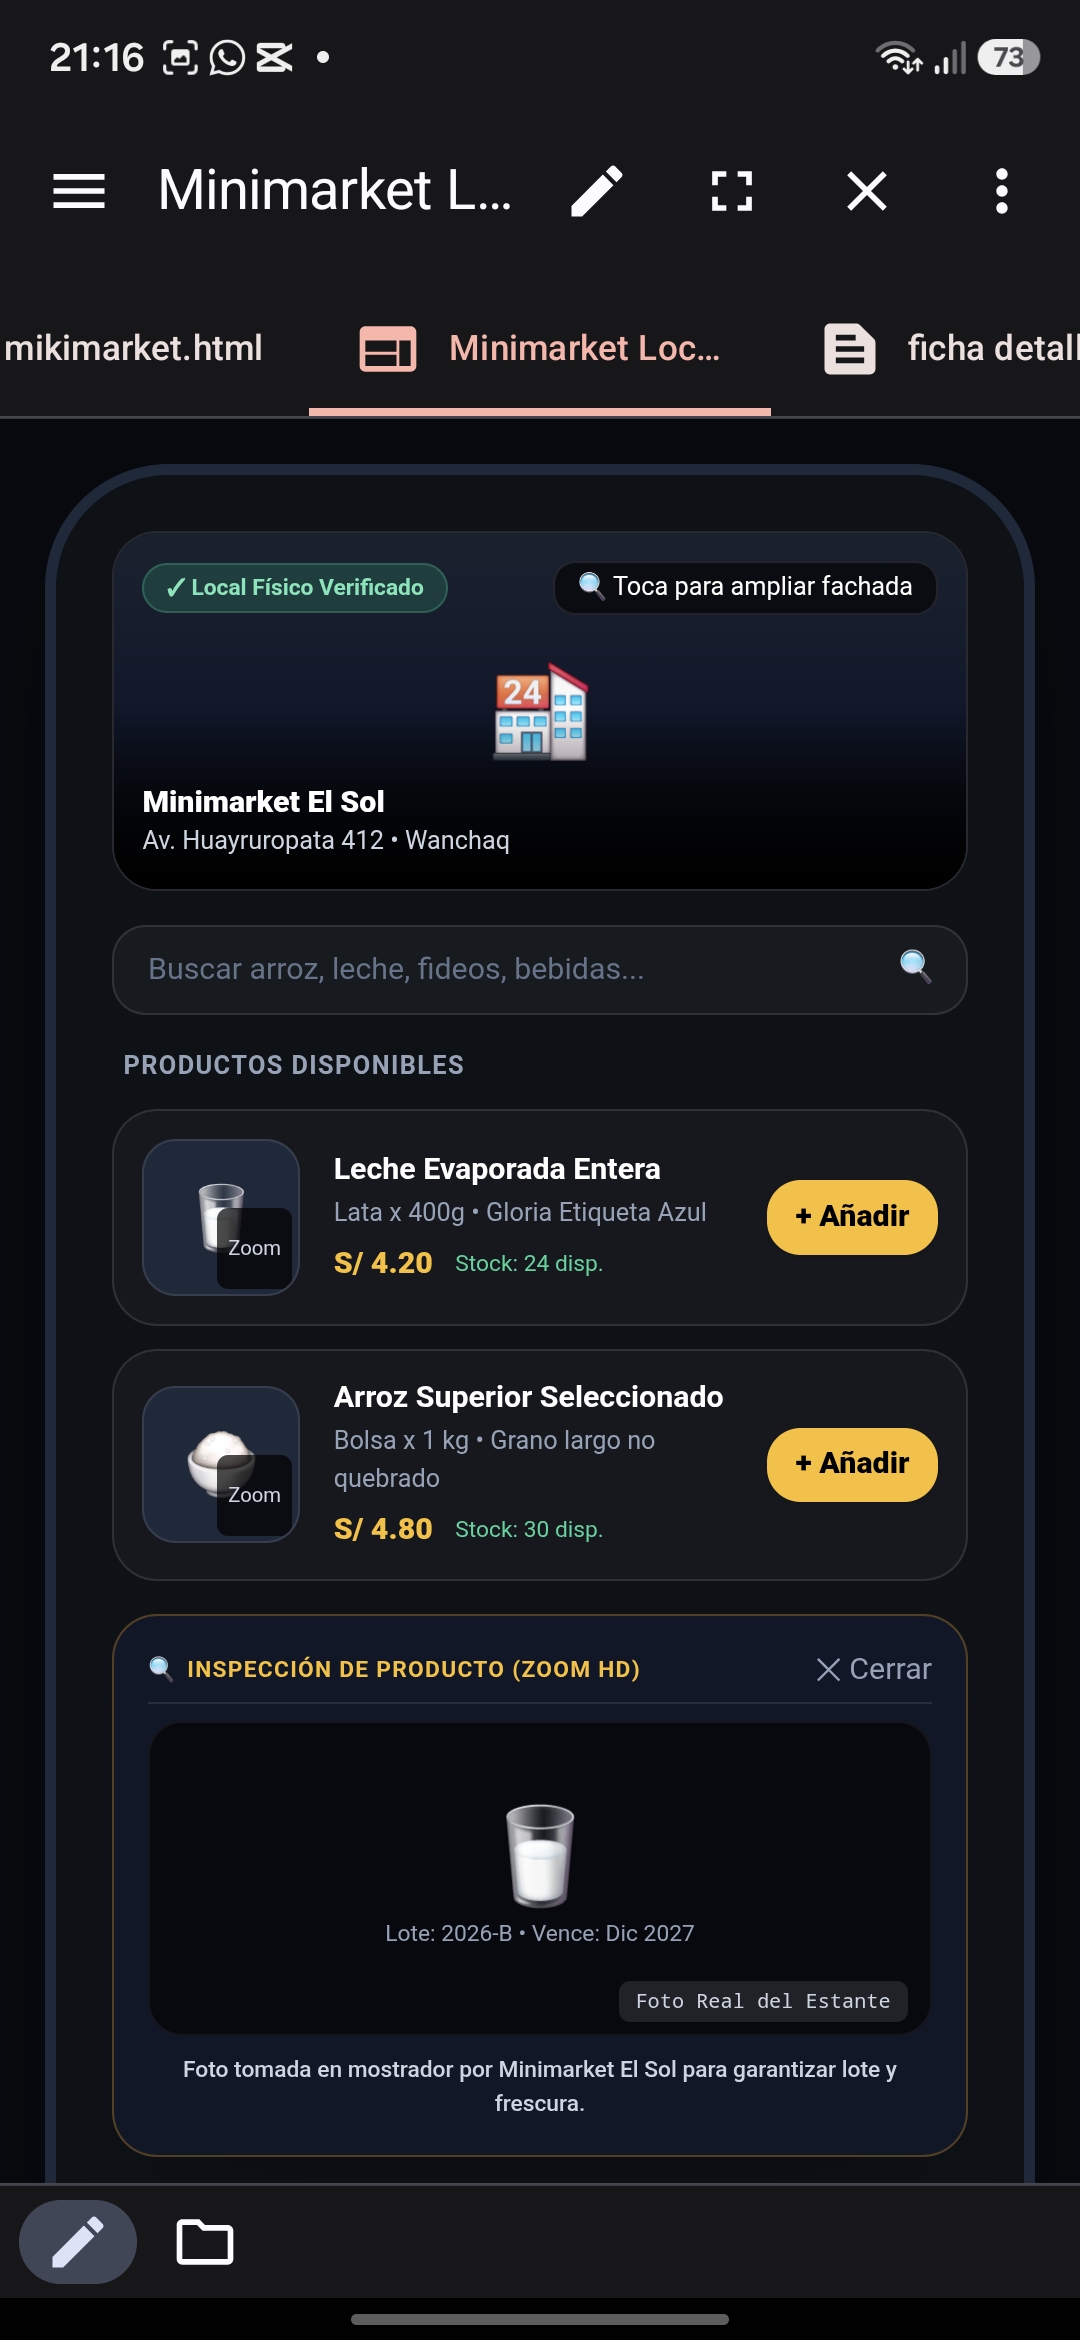 21:16
73
Minimarket L...
mikimarket.html
Minimarket Loc...
ficha detall
✓ Local Físico Verificado
🔍 Toca para ampliar fachada
24
Minimarket El Sol
Av. Huayruropata 412 • Wanchaq
Buscar arroz, leche, fideos, bebidas...
PRODUCTOS DISPONIBLES
Zoom
Leche Evaporada Entera
Lata x 400g • Gloria Etiqueta Azul
S/ 4.20 Stock: 24 disp.
+ Añadir
Zoom
Arroz Superior Seleccionado
Bolsa x 1 kg • Grano largo no
quebrado
S/ 4.80 Stock: 30 disp.
+ Añadir
🔍 INSPECCIÓN DE PRODUCTO (ZOOM HD)
✕ Cerrar
Lote: 2026-B • Vence: Dic 2027
Foto Real del Estante
Foto tomada en mostrador por Minimarket El Sol para garantizar lote y
frescura.